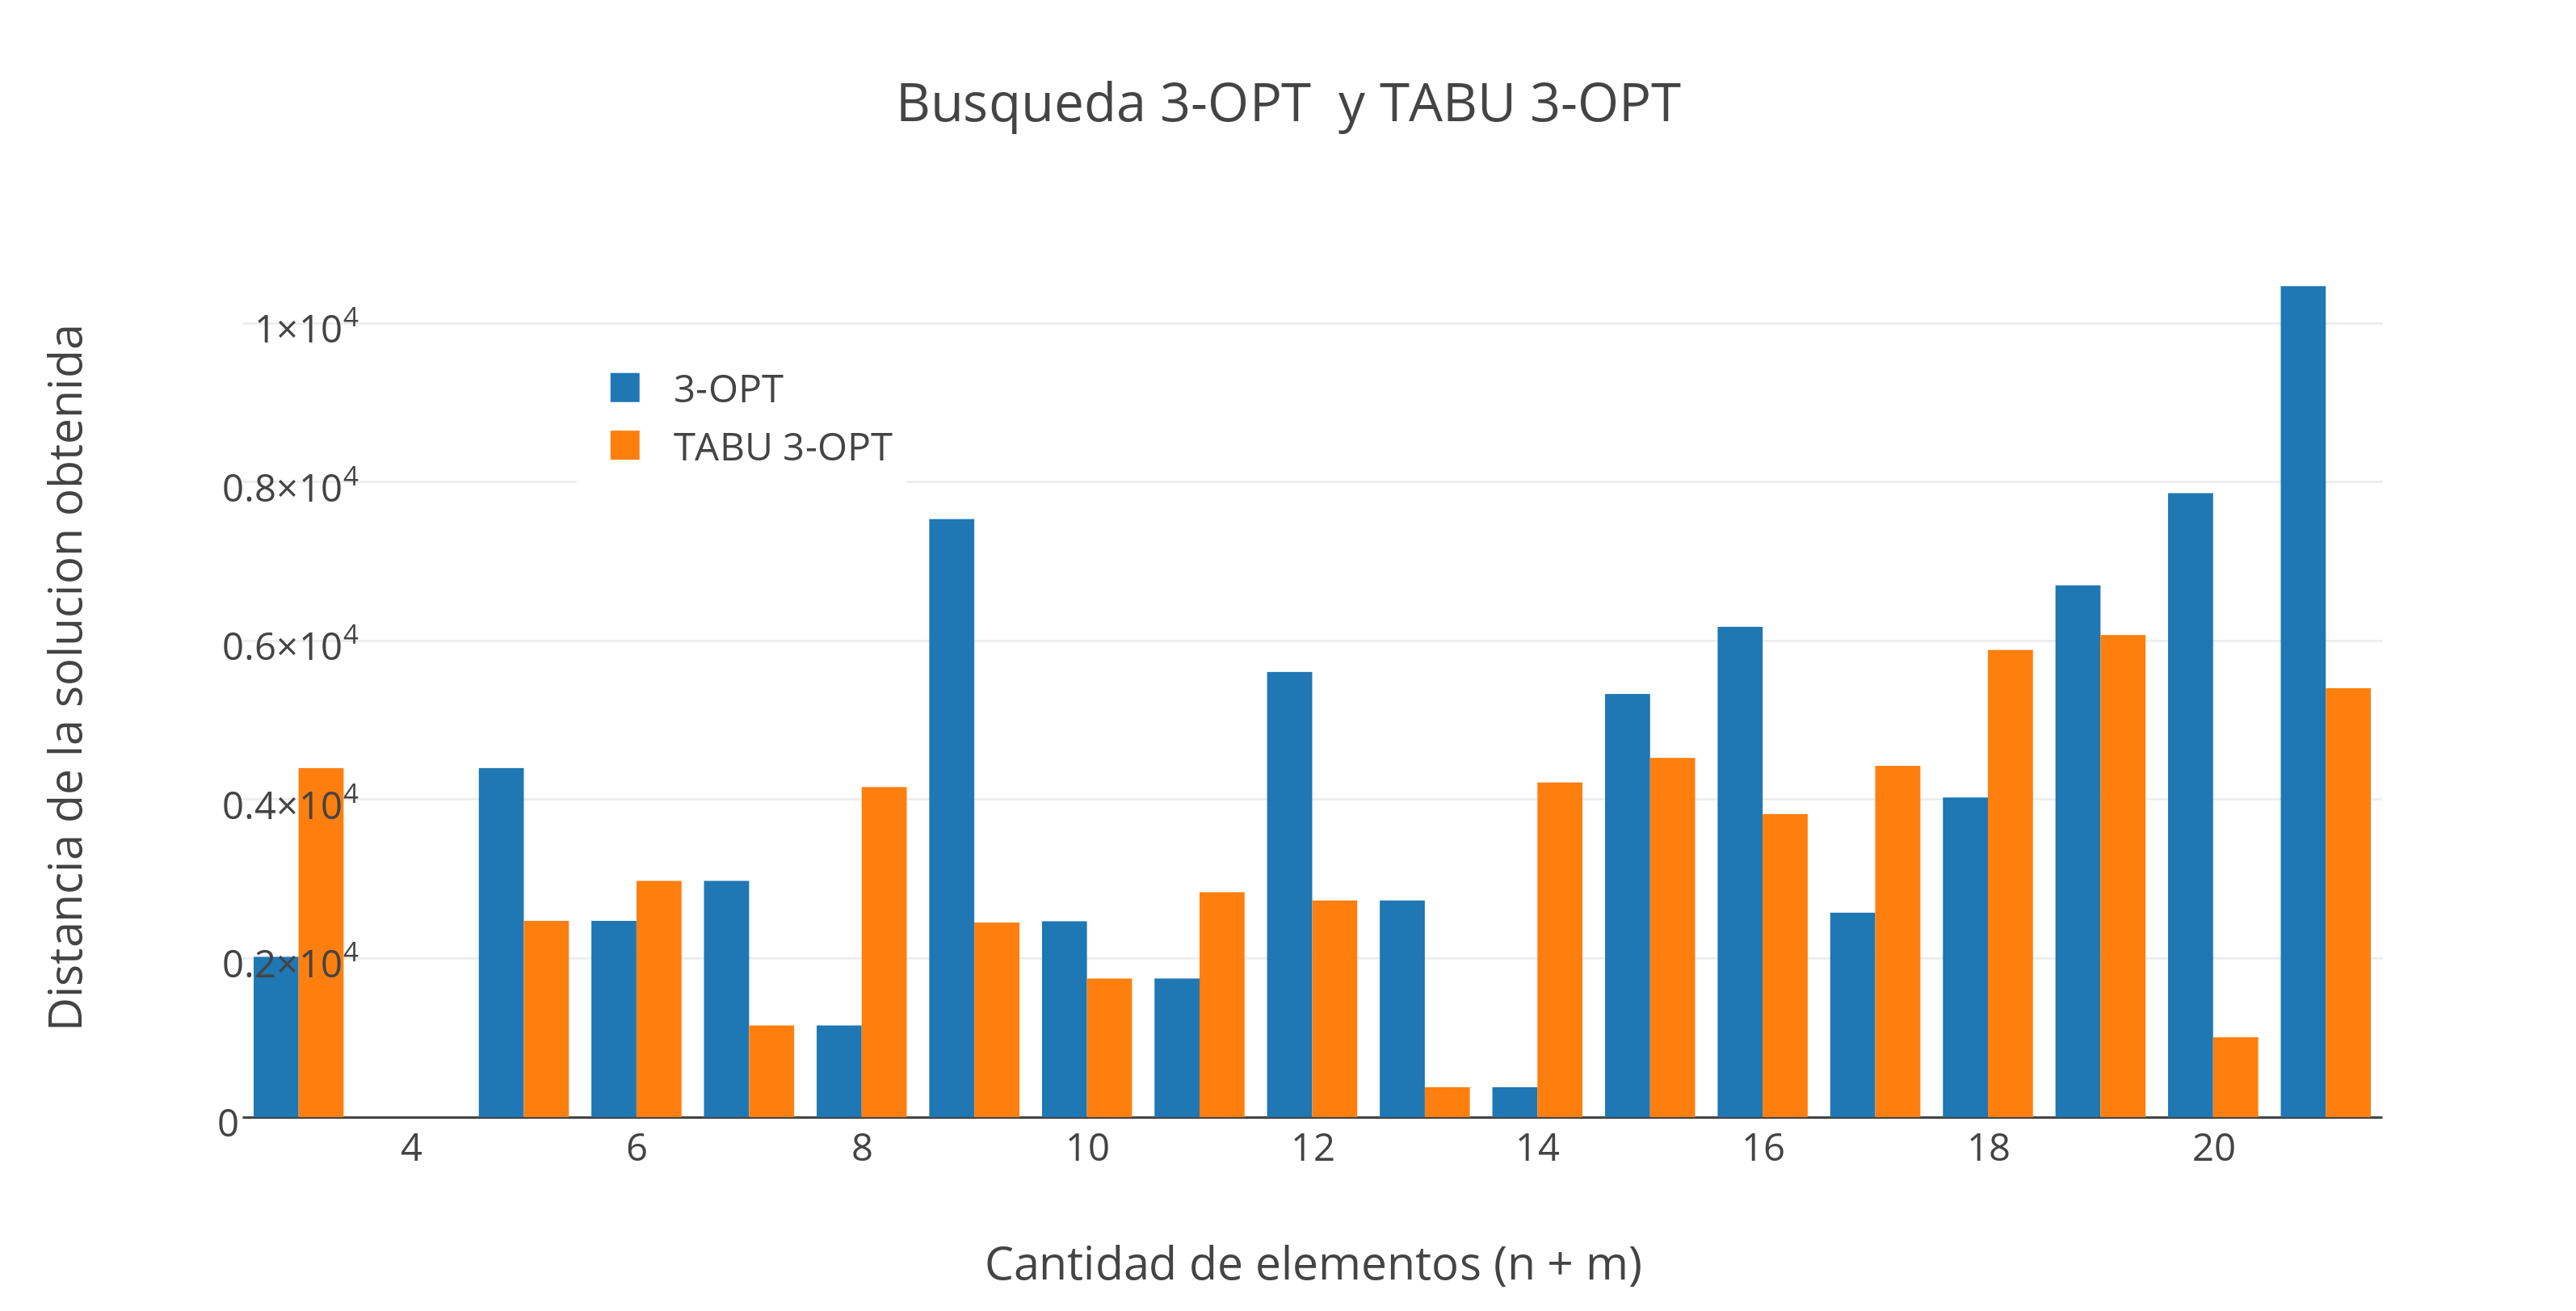 Busqueda 3-OPT y TABU 3-OPT
Distancia de la solucion obtenida
1×10⁴
0.8×10⁴
0.6×10⁴
0.4×10⁴
0.2×10⁴
0
3-OPT
TABU 3-OPT
4 6 8 10 12 14 16 18 20
Cantidad de elementos (n + m)